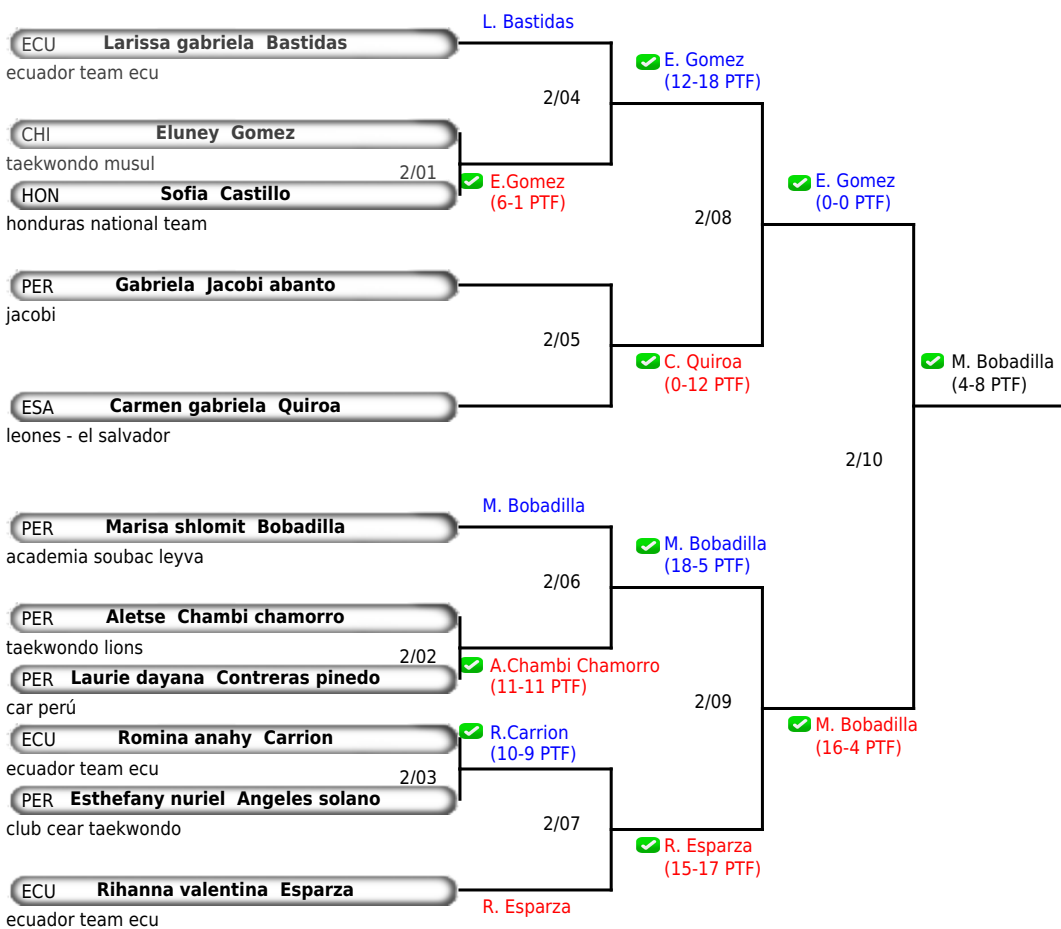 L. Bastidas
ECU Larissa gabriela Bastidas
ecuador team ecu
E. Gomez
(12-18 PTF)
2/04
CHI Eluney Gomez
taekwondo musul
2/01
E.Gomez
(6-1 PTF)
HON Sofia Castillo
honduras national team
E. Gomez
(0-0 PTF)
2/08
PER Gabriela Jacobi abanto
jacobi
2/05
C. Quiroa
(0-12 PTF)
M. Bobadilla
(4-8 PTF)
ESA Carmen gabriela Quiroa
leones - el salvador
2/10
M. Bobadilla
PER Marisa shlomit Bobadilla
academia soubac leyva
M. Bobadilla
(18-5 PTF)
2/06
PER Aletse Chambi chamorro
taekwondo lions
2/02
A.Chambi Chamorro
(11-11 PTF)
PER Laurie dayana Contreras pinedo
car perú
2/09
M. Bobadilla
(16-4 PTF)
R.Carrion
(10-9 PTF)
ECU Romina anahy Carrion
ecuador team ecu
2/03
PER Esthefany nuriel Angeles solano
club cear taekwondo
2/07
R. Esparza
(15-17 PTF)
ECU Rihanna valentina Esparza
R. Esparza
ecuador team ecu